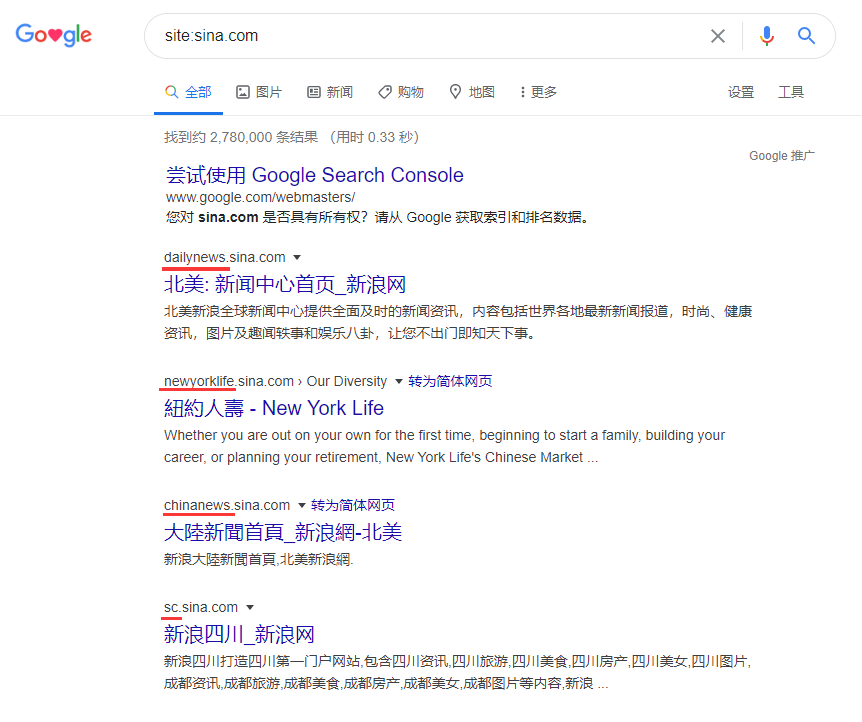 Google
site:sina.com
全部 图片 新闻 购物 地图 更多 设置 工具
找到约 2,780,000 条结果 （用时 0.33 秒）
Google 推广
尝试使用 Google Search Console
www.google.com/webmasters/
您对 sina.com 是否具有所有权？请从 Google 获取索引和排名数据。
dailynews.sina.com
北美: 新闻中心首页_新浪网
北美新浪全球新闻中心提供全面及时的新闻资讯，内容包括世界各地最新新闻报道，时尚、健康
资讯，图片及趣闻轶事和娱乐八卦，让您不出门即知天下事。
newyorklife.sina.com › Our Diversity 转为简体网页
紐約人壽 - New York Life
Whether you are out on your own for the first time, beginning to start a family, building your
career, or planning your retirement, New York Life's Chinese Market ...
chinanews.sina.com 转为简体网页
大陸新聞首頁_新浪網-北美
新浪大陸新聞首頁,北美新浪網.
sc.sina.com
新浪四川_新浪网
新浪四川打造四川第一门户网站,包含四川资讯,四川旅游,四川美食,四川房产,四川美女,四川图片,
成都资讯,成都旅游,成都美食,成都房产,成都美女,成都图片等内容,新浪 ...